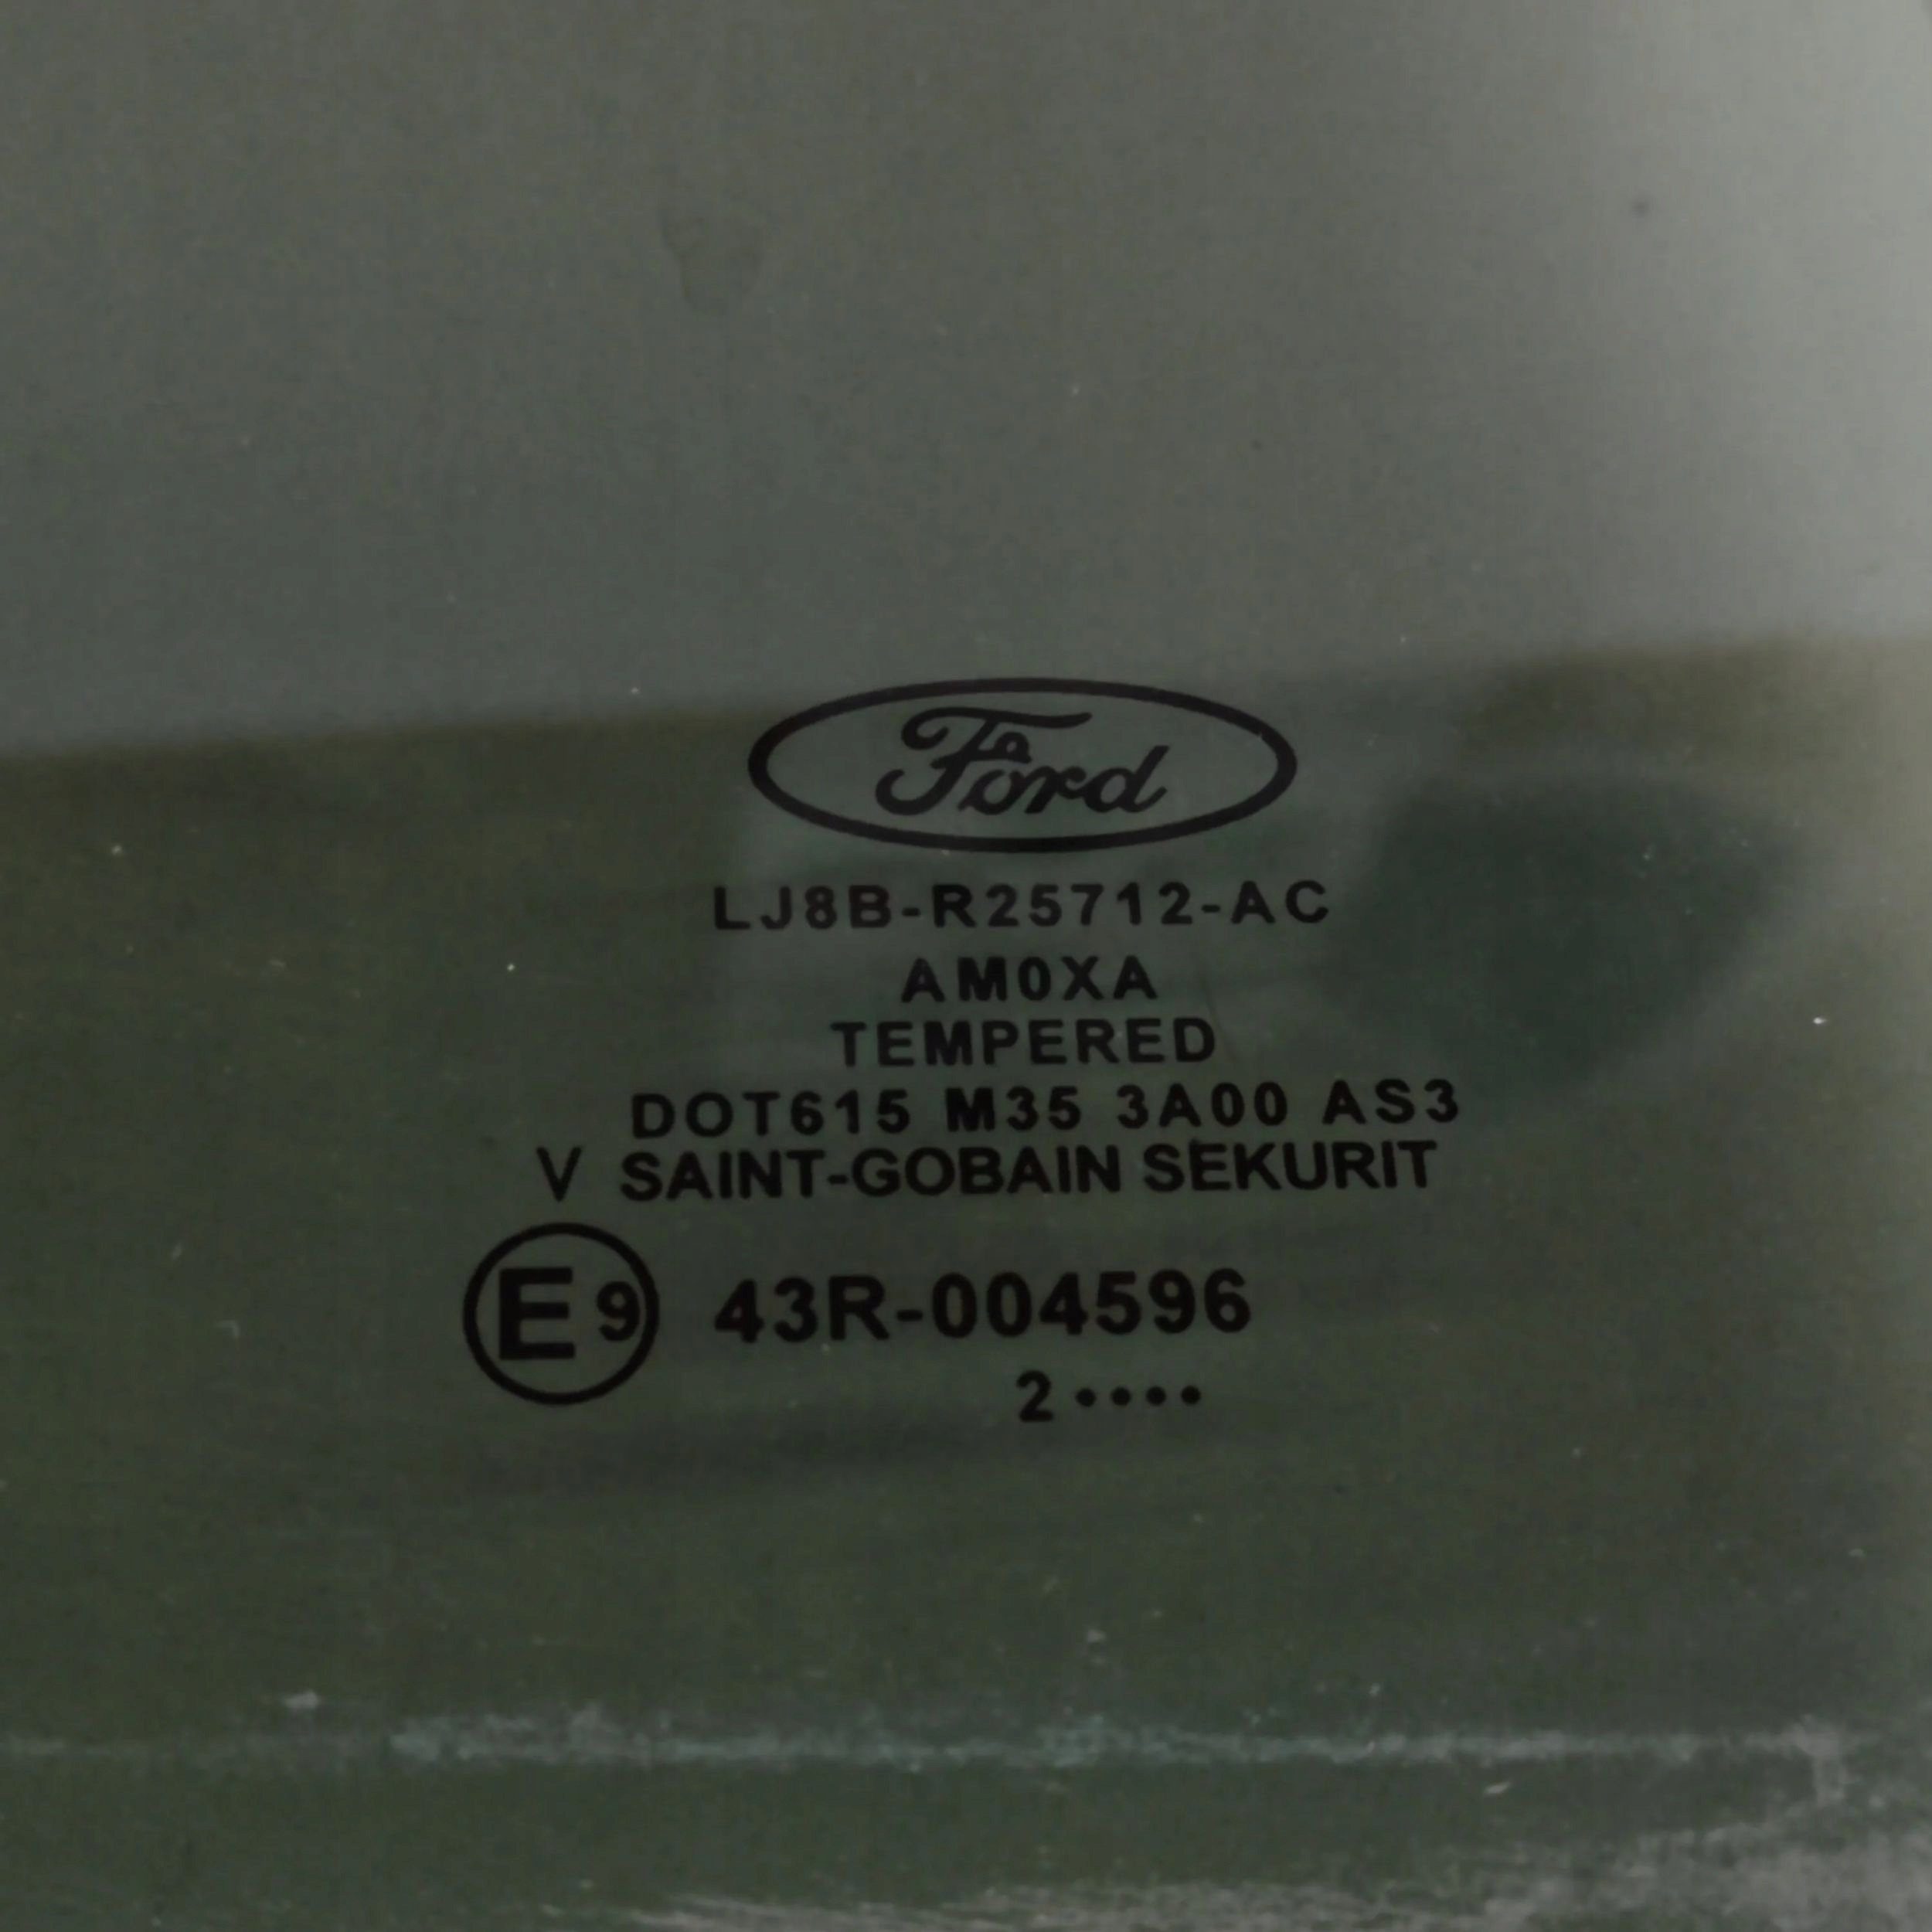 Ford
LJ8B-R25712-AC
AM0XA
TEMPERED
DOT615 M35 3A00 AS3
V SAINT-GOBAIN SEKURIT
E9 43R-004596
2••••